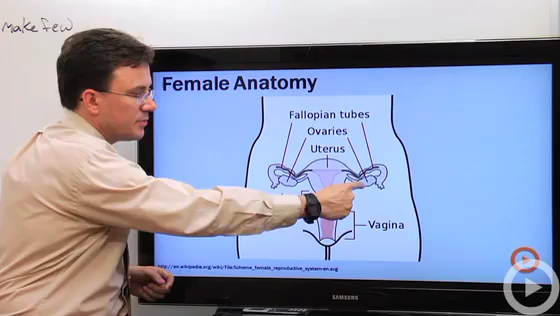 make few
Female Anatomy
Fallopian tubes
Ovaries
Uterus
Vagina
http://en.wikipedia.org/wiki/File:Scheme_female_reproductive_system-en.svg
SAMSUNG